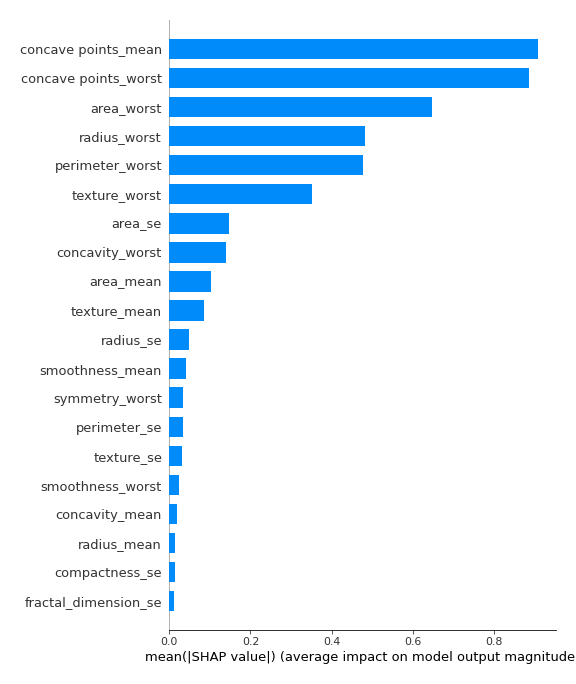 concave points_mean
concave points_worst
area_worst
radius_worst
perimeter_worst
texture_worst
area_se
concavity_worst
area_mean
texture_mean
radius_se
smoothness_mean
symmetry_worst
perimeter_se
texture_se
smoothness_worst
concavity_mean
radius_mean
compactness_se
fractal_dimension_se
0.0 0.2 0.4 0.6 0.8
mean(|SHAP value|) (average impact on model output magnitude